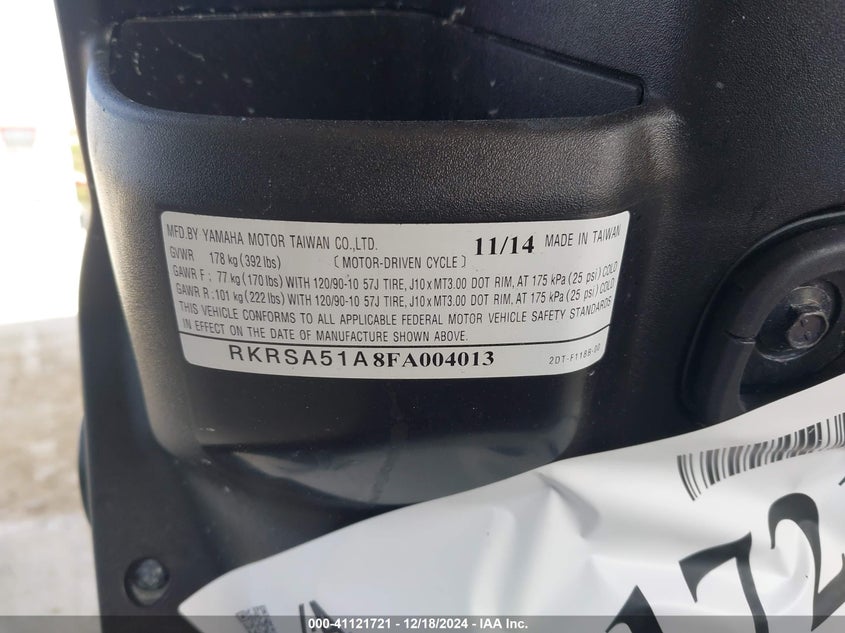 MFD.BY YAMAHA MOTOR TAIWAN CO.,LTD. 11/14 MADE IN TAIWAN
GVWR 178 kg (392 lbs) [MOTOR-DRIVEN CYCLE]
GAWR F : 77 kg (170 lbs) WITH 120/90-10 57J TIRE, J10 x MT3.00 DOT RIM, AT 175 kPa (25 psi) COLD
GAWR R : 101 kg (222 lbs) WITH 120/90-10 57J TIRE, J10 x MT3.00 DOT RIM, AT 175 kPa (25 psi) COLD
THIS VEHICLE CONFORMS TO ALL APPLICABLE FEDERAL MOTOR VEHICLE SAFETY STANDARDS
IN EFFECT ON THE DATE OF MANUFACTURE SHOWN ABOVE.
RKRSA51A8FA004013 2DT-F118B-00
172
000-41121721 - 12/18/2024 - IAA Inc.